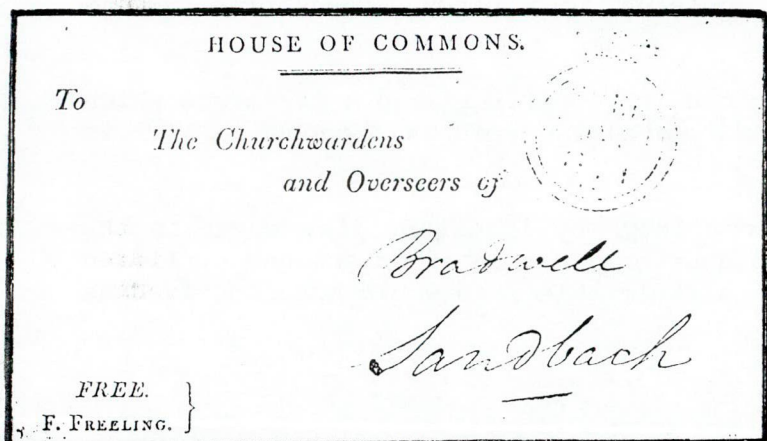 HOUSE OF COMMONS.
To
The Churchwardens
and Overseers of
Bradwell
Sandbach
FREE.
F. FREELING.